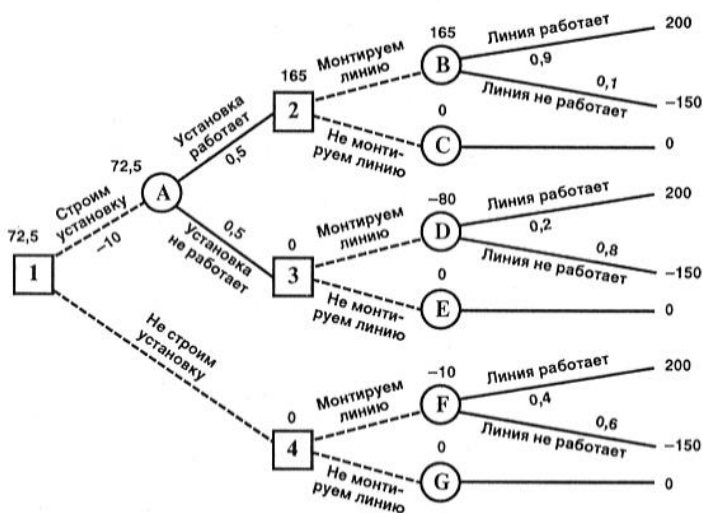 165
Монтируем
линию
165
B
Линия работает
0,9
200
0,1
Линия не работает
–150
Установка
работает
0,5
2
Не монти-
руем линию
0
C
0
72,5
A
Строим
установку
–10
72,5
1
0,5
Установка
не работает
0
3
Монтируем
линию
–80
D
Линия работает
0,2
200
0,8
Линия не работает
–150
Не монти-
руем линию
0
E
0
Не строим
установку
0
4
Монтируем
линию
–10
F
Линия работает
0,4
200
0,6
Линия не работает
–150
Не монти-
руем линию
0
G
0